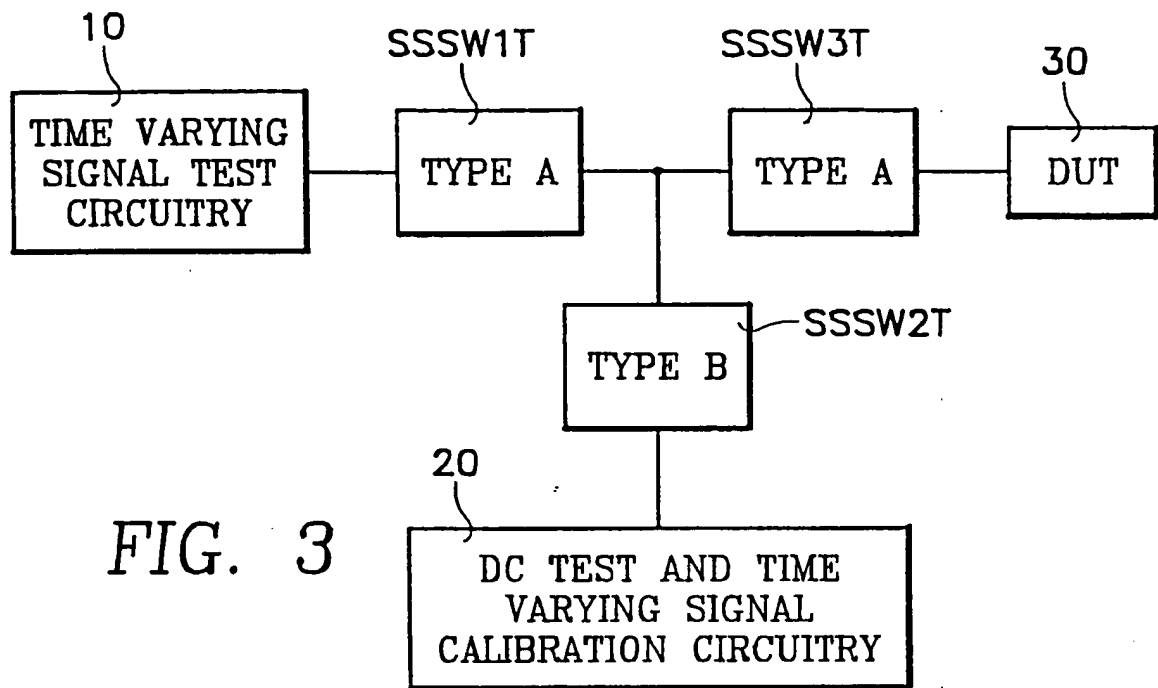 10
SSSW1T
SSSW3T
30
TIME VARYING
SIGNAL TEST
CIRCUITRY
TYPE A
TYPE A
DUT
TYPE B
SSSW2T
20
FIG. 3
DC TEST AND TIME
VARYING SIGNAL
CALIBRATION CIRCUITRY